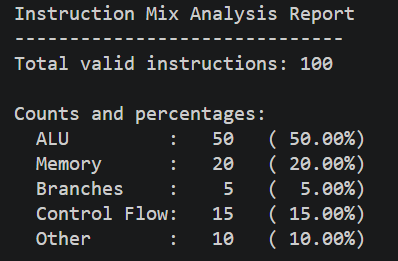 Instruction Mix Analysis Report
------------------------------
Total valid instructions: 100

Counts and percentages:
  ALU         :   50   ( 50.00%)
  Memory      :   20   ( 20.00%)
  Branches    :    5   (  5.00%)
  Control Flow:   15   ( 15.00%)
  Other       :   10   ( 10.00%)